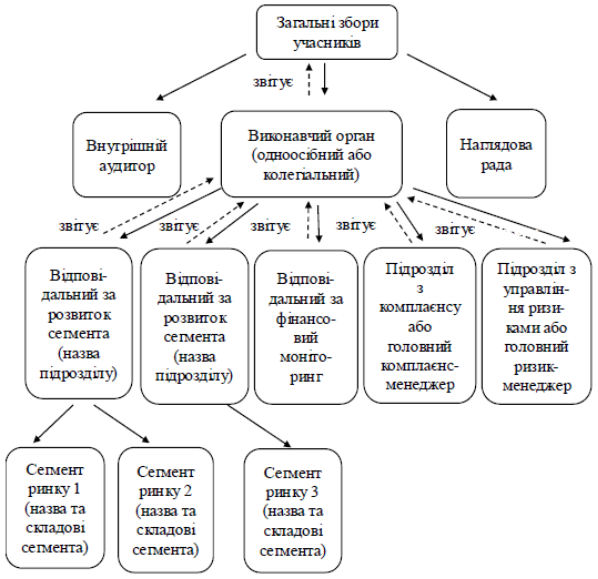 Загальні збори
учасників
звітує
Внутрішній
аудитор
Виконавчий орган
(одноосібний або
колегіальний)
Наглядова
рада
звітує
звітує
звітує
звітує
звітує
Відпові-
дальний за
розвиток
сегмента
(назва
підрозділу)
Відпові-
дальний за
розвиток
сегмента
(назва
підрозділу)
Відпові-
дальний за
фінансо-
вий
моніто-
ринг
Підрозділ
з
комплаєнсу
або
головний
комплаєнс-
менеджер
Підрозділ з
управлін-
ня ризи-
ками або
головний
ризик-
менеджер
Сегмент
ринку 1
(назва та
складові
сегмента)
Сегмент
ринку 2
(назва та
складові
сегмента)
Сегмент
ринку 3
(назва та
складові
сегмента)